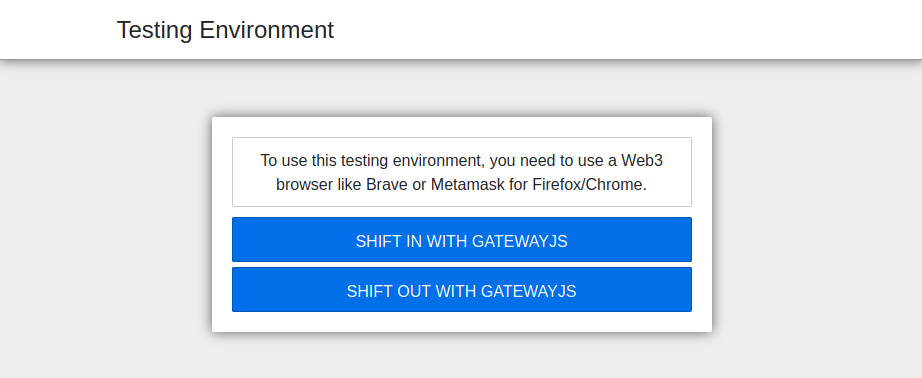 Testing Environment
To use this testing environment, you need to use a Web3
browser like Brave or Metamask for Firefox/Chrome.
SHIFT IN WITH GATEWAYJS
SHIFT OUT WITH GATEWAYJS